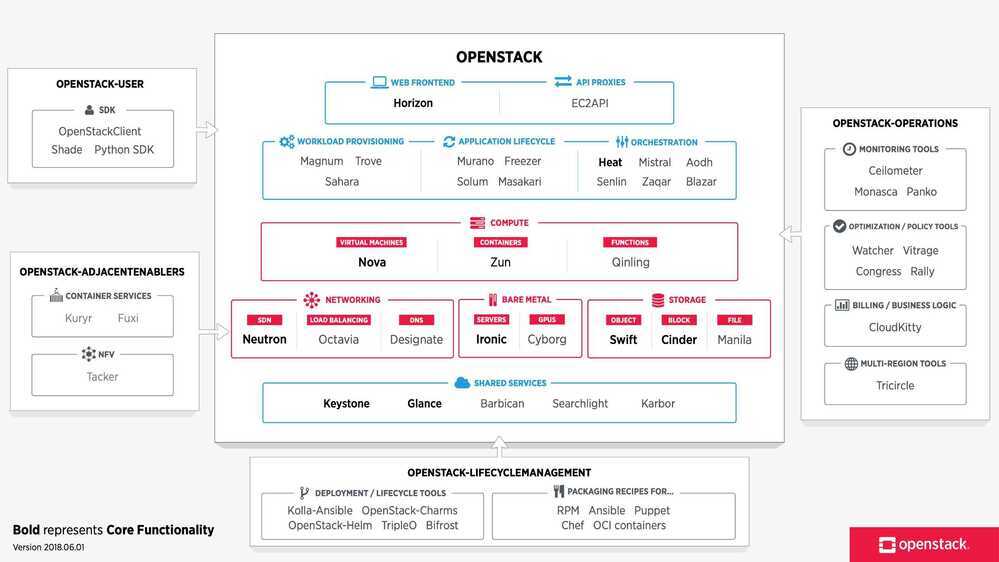 OPENSTACK
WEB FRONTEND
Horizon
API PROXIES
EC2API
WORKLOAD PROVISIONING
Magnum Trove
Sahara
APPLICATION LIFECYCLE
Murano Freezer
Solum Masakari
ORCHESTRATION
Heat Mistral Aodh
Senlin Zaqar Blazar
COMPUTE
VIRTUAL MACHINES
Nova
CONTAINERS
Zun
FUNCTIONS
Qinling
NETWORKING
SDN
Neutron
LOAD BALANCING
Octavia
DNS
Designate
BARE METAL
SERVERS
Ironic
GPUS
Cyborg
STORAGE
OBJECT
Swift
BLOCK
Cinder
FILE
Manila
SHARED SERVICES
Keystone Glance Barbican Searchlight Karbor
OPENSTACK-USER
SDK
OpenStackClient
Shade Python SDK
OPENSTACK-ADJACENTENABLERS
CONTAINER SERVICES
Kuryr Fuxi
NFV
Tacker
OPENSTACK-OPERATIONS
MONITORING TOOLS
Ceilometer
Monasca Panko
OPTIMIZATION / POLICY TOOLS
Watcher Vitrage
Congress Rally
BILLING / BUSINESS LOGIC
CloudKitty
MULTI-REGION TOOLS
Tricircle
OPENSTACK-LIFECYCLEMANAGEMENT
DEPLOYMENT / LIFECYCLE TOOLS
Kolla-Ansible OpenStack-Charms
OpenStack-Helm TripleO Bifrost
PACKAGING RECIPES FOR...
RPM Ansible Puppet
Chef OCI containers
Bold represents Core Functionality
Version 2018.06.01
openstack.